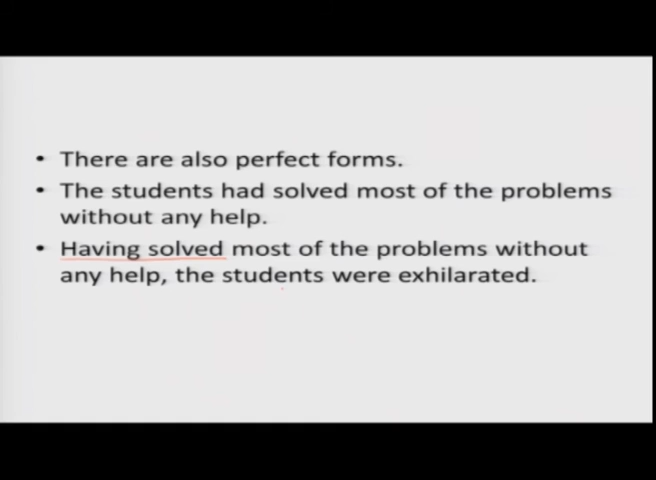 • There are also perfect forms.
• The students had solved most of the problems
without any help.
• Having solved most of the problems without
any help, the students were exhilarated.